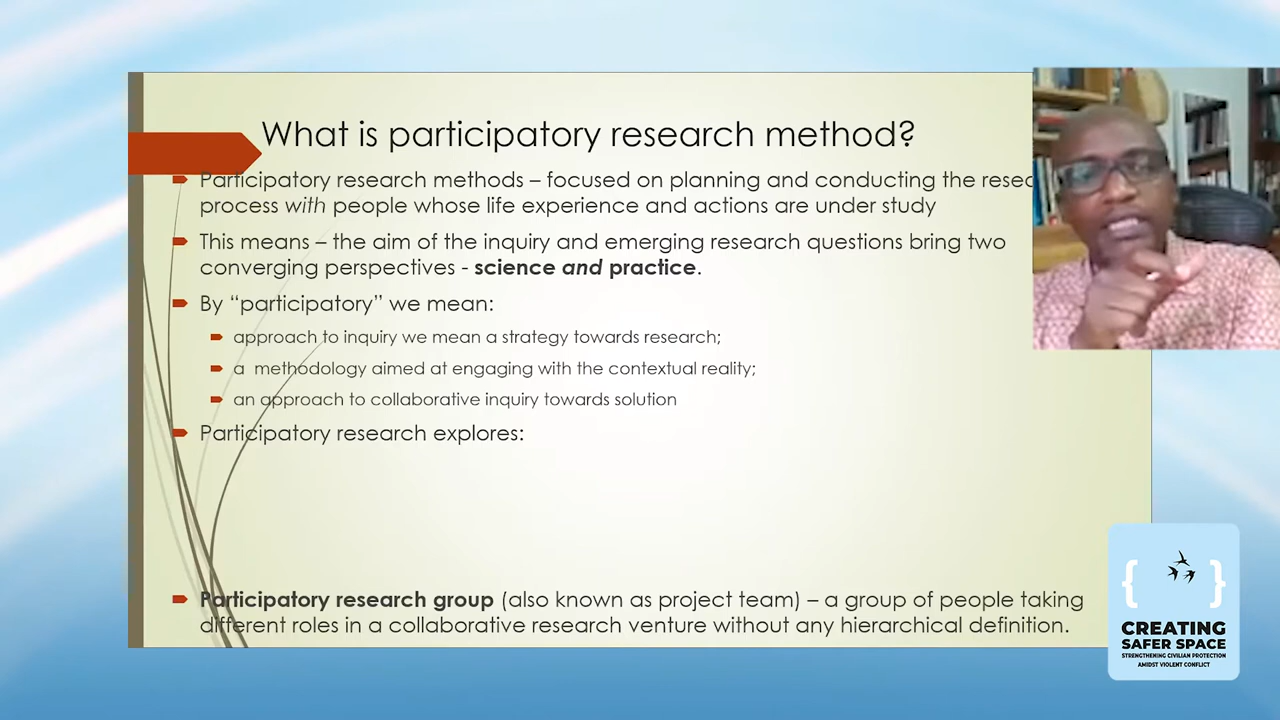 What is participatory research method?
Participatory research methods – focused on planning and conducting the
process with people whose life experience and actions are under study
This means – the aim of the inquiry and emerging research questions bring two
converging perspectives - science and practice.
By “participatory” we mean:
approach to inquiry we mean a strategy towards research;
a methodology aimed at engaging with the contextual reality;
an approach to collaborative inquiry towards solution
Participatory research explores:
Participatory research group (also known as project team) – a group of people taking
different roles in a collaborative research venture without any hierarchical definition.
{ }
CREATING
SAFER SPACE
STRENGTHENING CIVILIAN PROTECTION
AMIDST VIOLENT CONFLICT